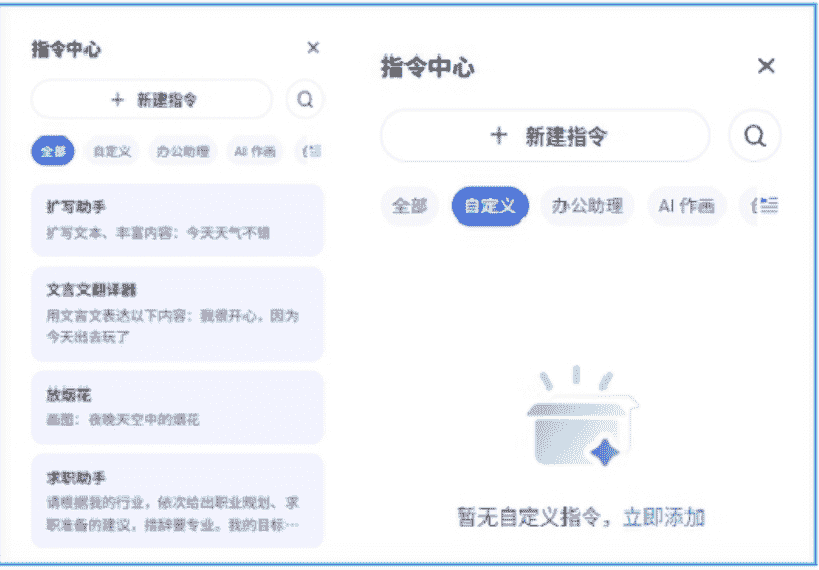 指令中心
+ 新建指令
全部 自定义 办公助理 AI 作画
扩写助手
扩写文本、丰富内容：今天天气不错
文言文翻译器
用文言文表达以下内容：我很开心，因为
今天出去玩了
放烟花
画图：夜晚天空中的烟花
求职助手
请根据我的行业，依次给出职业规划、求
职准备的建议，措辞要专业。我的目标…
指令中心
+ 新建指令
全部 自定义 办公助理 AI 作画
暂无自定义指令，立即添加